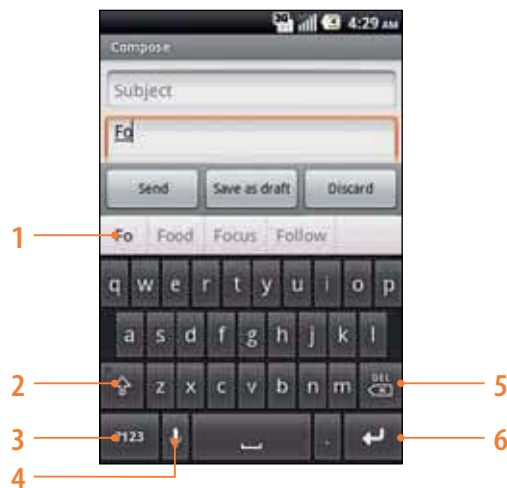 3G 4:29 AM
Compose
Subject
Fo
Send Save as draft Discard
1 Fo Food Focus Follow
q w e r t y u i o p
a s d f g h j k l
2 z x c v b n m DEL 5
3 ?123 . 6
4